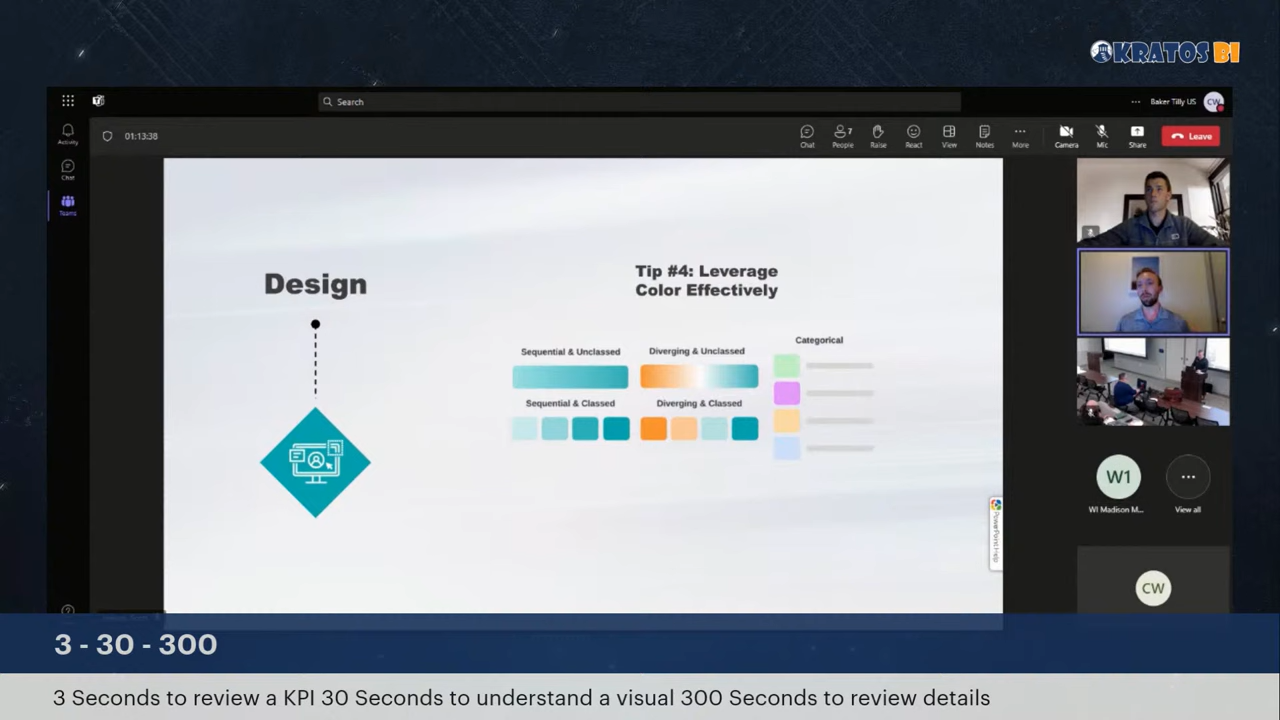 KRATOS BI
Search
Baker Tilly US
CW
Activity
Chat
Teams
01:13:38
Chat
7
People
Raise
React
View
Notes
More
Camera
Mic
Share
Leave
Design
Tip #4: Leverage
Color Effectively
Sequential & Unclassed
Diverging & Unclassed
Categorical
Sequential & Classed
Diverging & Classed
PowerPoint Help
W1
WI Madison M...
View all
CW
3 - 30 - 300
3 Seconds to review a KPI 30 Seconds to understand a visual 300 Seconds to review details